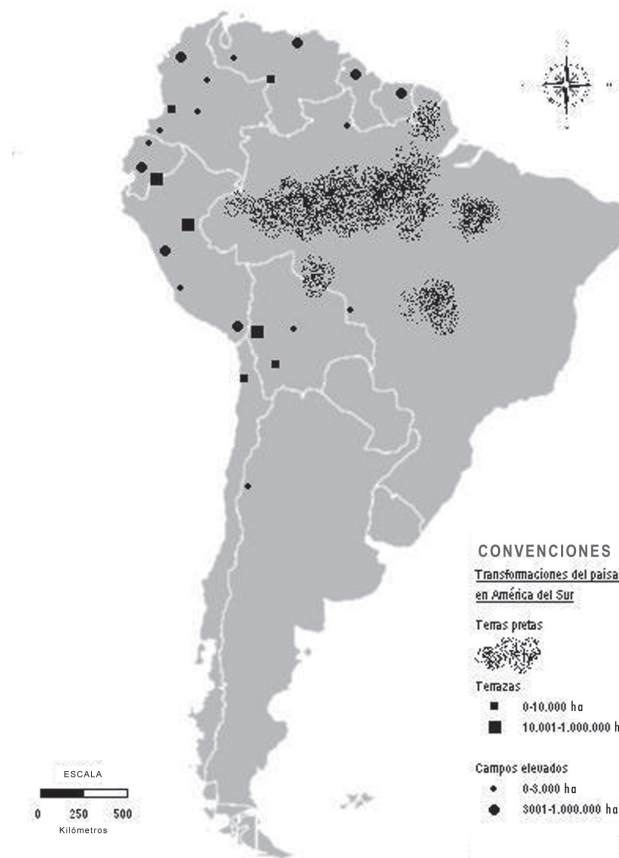 CONVENCIONES
Transformaciones del paisa
en América del Sur
Terras pretas
Terrazas
0-10.000 ha
10.001-1.000.000 h
Campos elevados
0-3.000 ha
3001-1.000.000 ha
ESCALA
0 250 500
Kilómetros